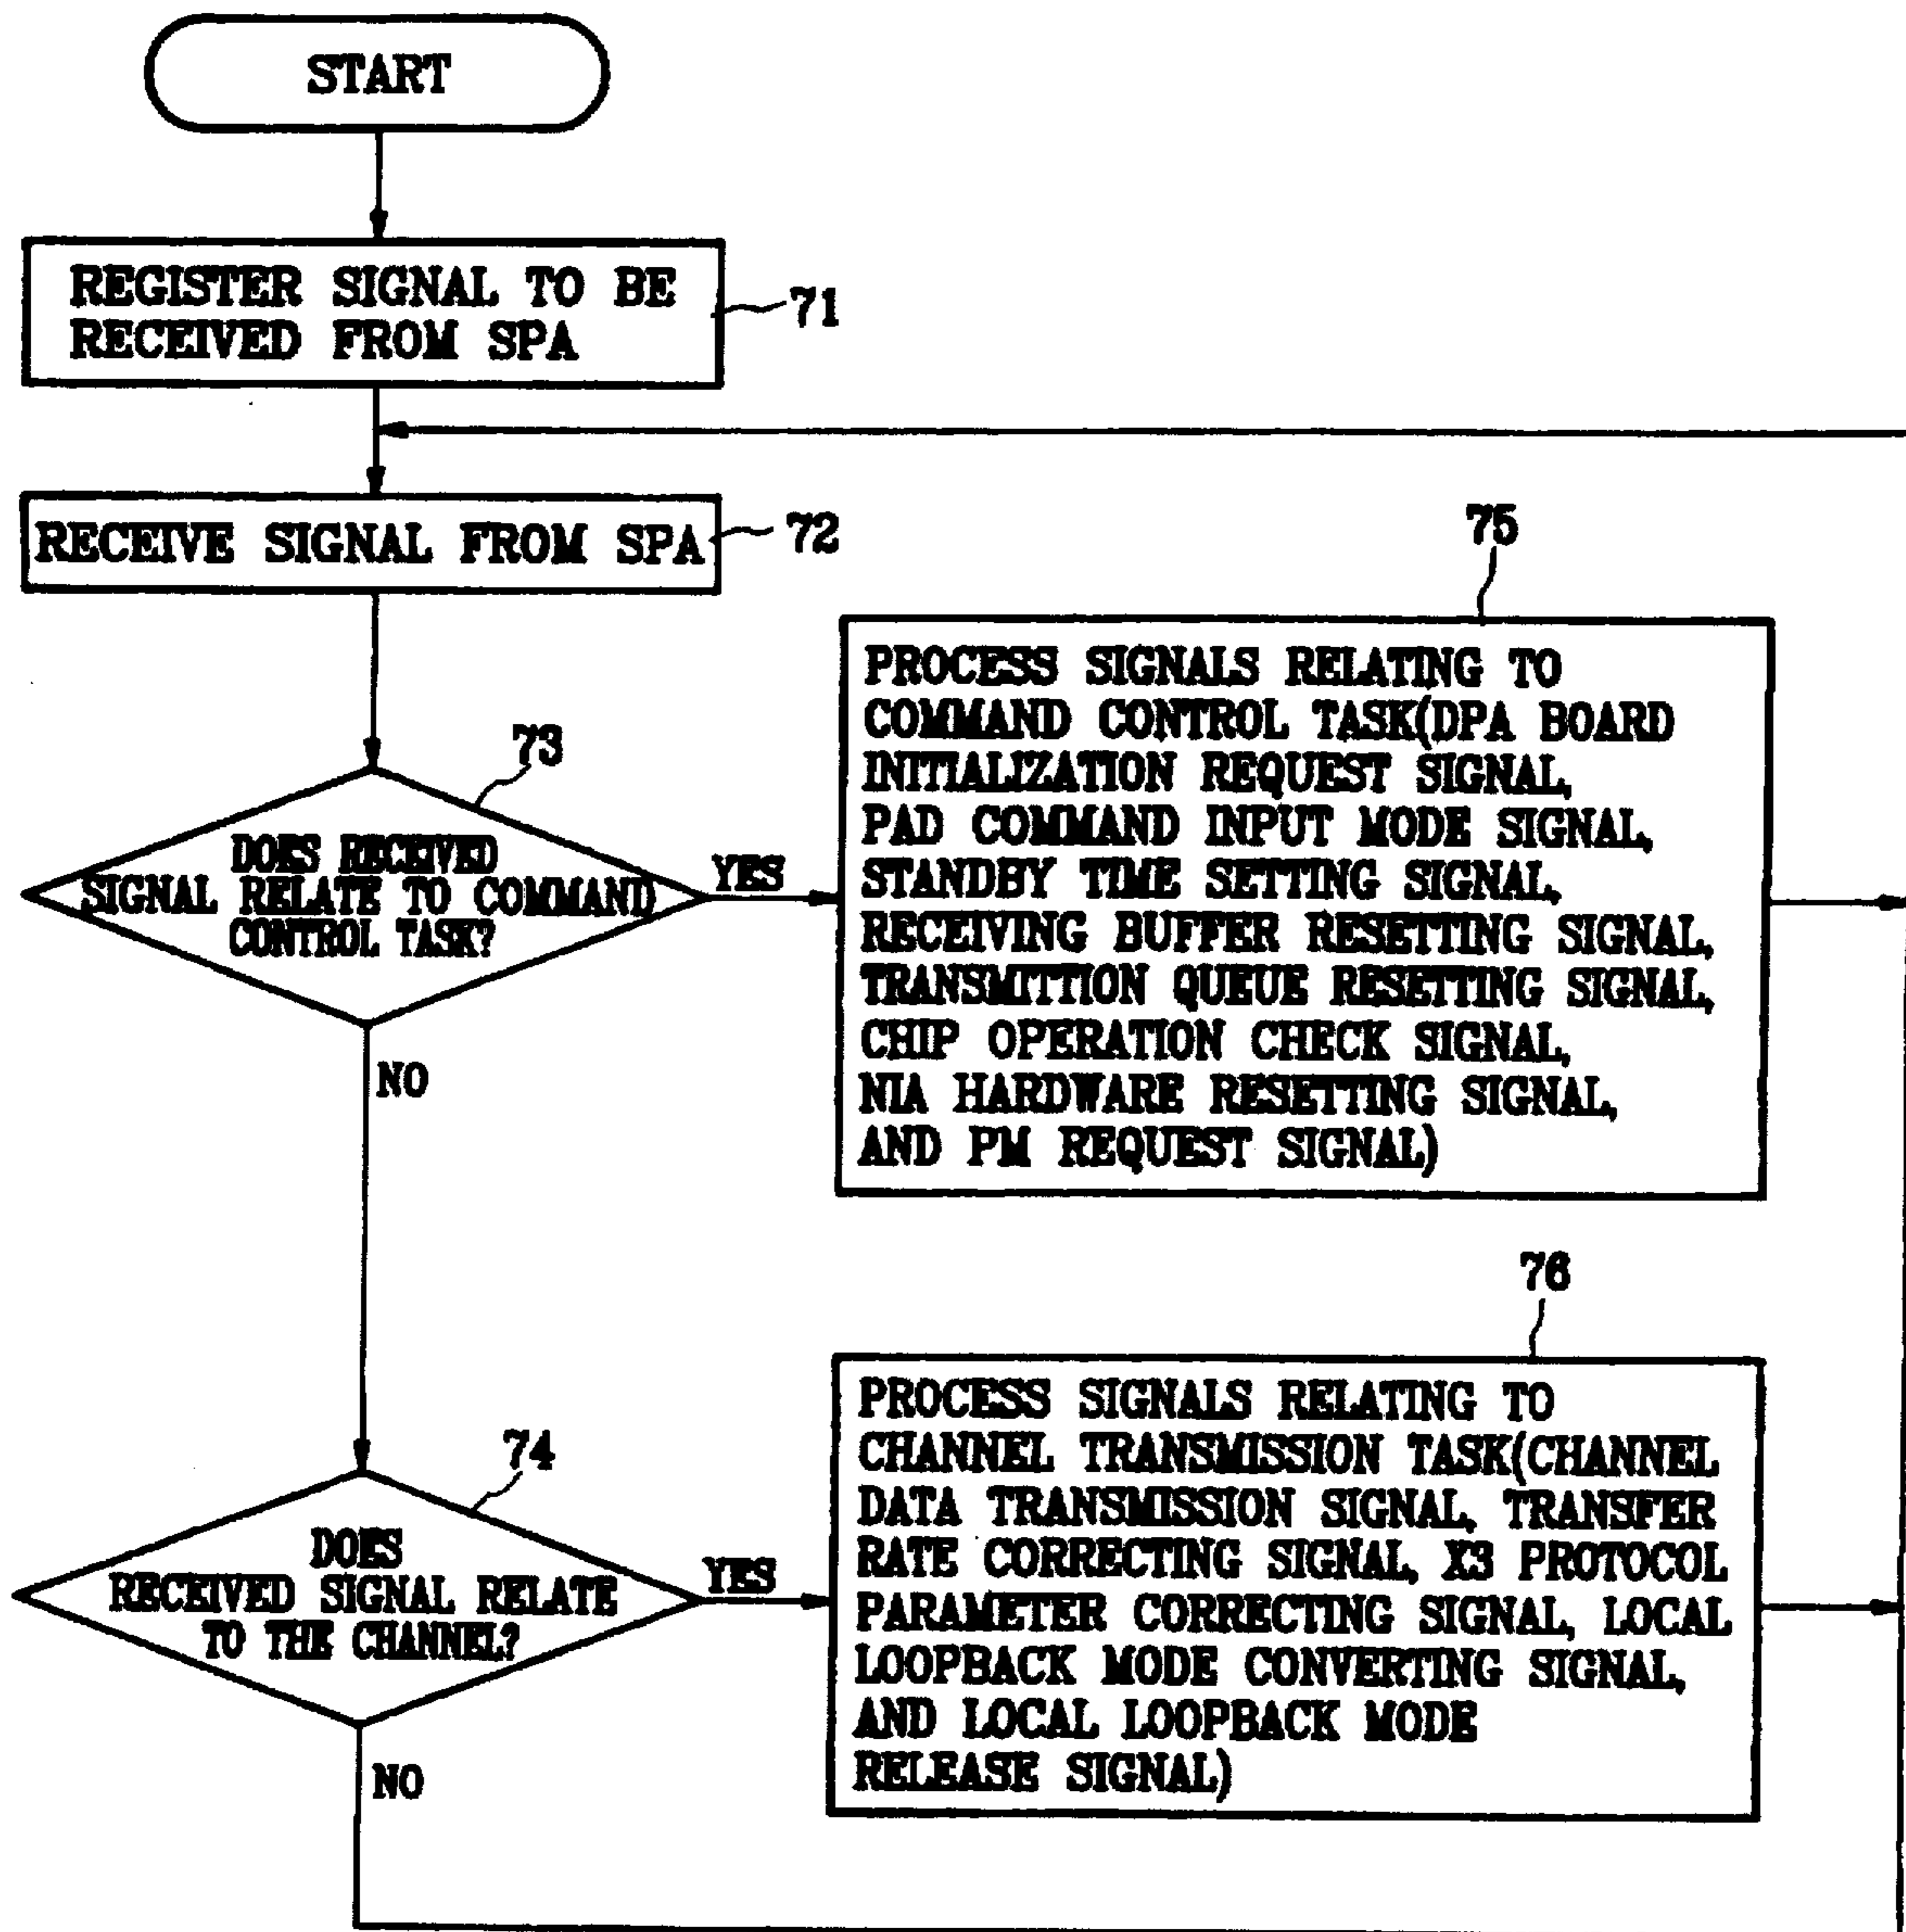 START
REGISTER SIGNAL TO BE
RECEIVED FROM SPA
71
RECEIVE SIGNAL FROM SPA
72
73
DOES RECEIVED
SIGNAL RELATE TO COMMAND
CONTROL TASK?
YES
NO
75
PROCESS SIGNALS RELATING TO
COMMAND CONTROL TASK(DPA BOARD
INITIALIZATION REQUEST SIGNAL,
PAD COMMAND INPUT MODE SIGNAL,
STANDBY TIME SETTING SIGNAL,
RECEIVING BUFFER RESETTING SIGNAL,
TRANSMITTION QUEUE RESETTING SIGNAL,
CHIP OPERATION CHECK SIGNAL,
NIA HARDWARE RESETTING SIGNAL,
AND PM REQUEST SIGNAL)
74
DOES
RECEIVED SIGNAL RELATE
TO THE CHANNEL?
YES
NO
76
PROCESS SIGNALS RELATING TO
CHANNEL TRANSMISSION TASK(CHANNEL
DATA TRANSMISSION SIGNAL, TRANSFER
RATE CORRECTING SIGNAL, X3 PROTOCOL
PARAMETER CORRECTING SIGNAL, LOCAL
LOOPBACK MODE CONVERTING SIGNAL,
AND LOCAL LOOPBACK MODE
RELEASE SIGNAL)